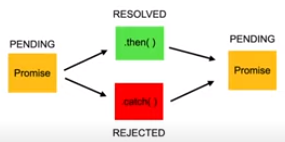 RESOLVED
PENDING
.then( )
PENDING
Promise
Promise
.catch( )
REJECTED